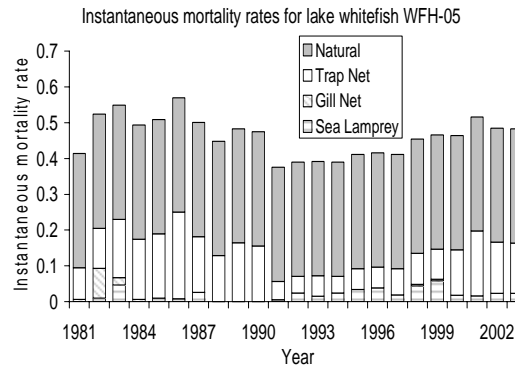 Instantaneous mortality rates for lake whitefish WFH-05
Instantaneous mortality rate
0.7
0.6
0.5
0.4
0.3
0.2
0.1
0
Natural
Trap Net
Gill Net
Sea Lamprey
1981 1984 1987 1990 1993 1996 1999 2002
Year